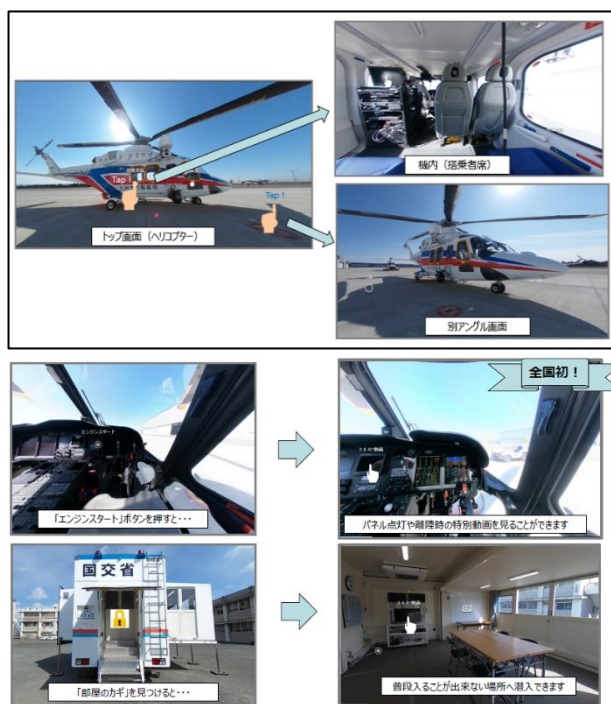 機内（搭乗者席）
Tap！
Tap！
トップ画面（ヘリコプター）
別アングル画面
全国初！
エンジンスタート
「エンジンスタート」ボタンを押すと・・・
パネル点灯や離陸時の特別動画を見ることができます
国交省
「部屋のカギ」を見つけると・・・
普段入ることが出来ない場所へ潜入できます